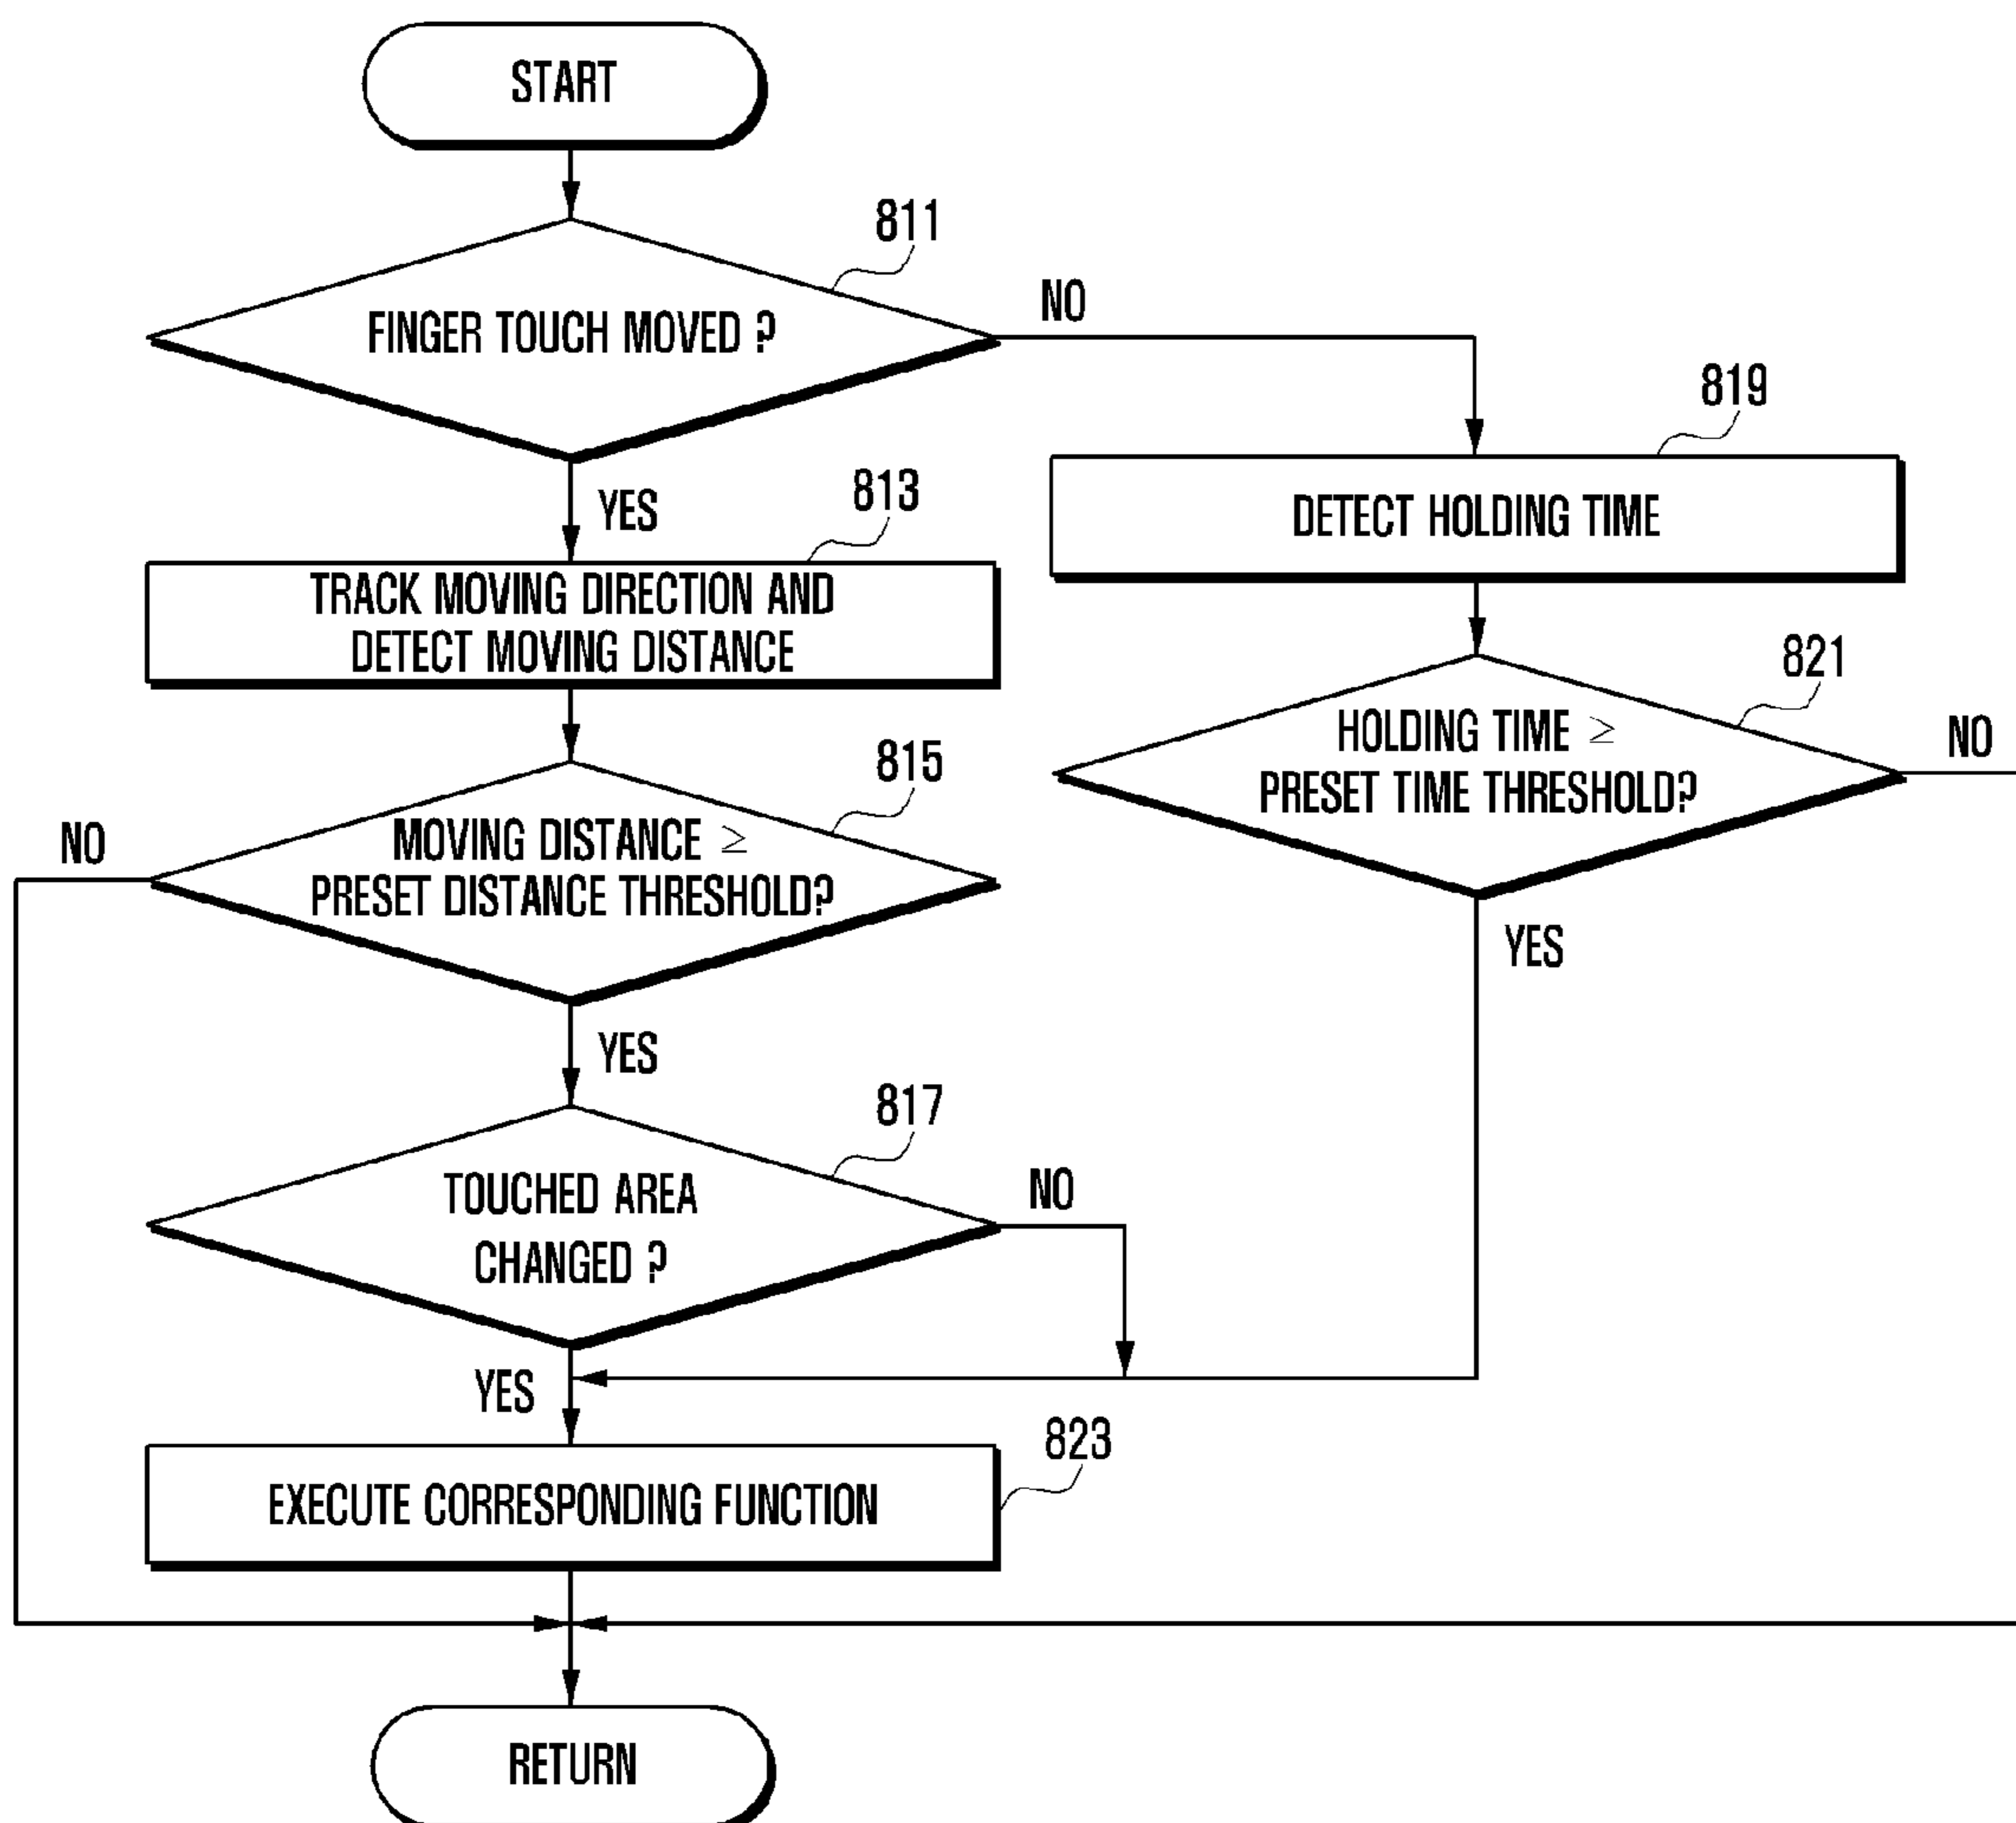 START
811
FINGER TOUCH MOVED ?
NO
819
DETECT HOLDING TIME
YES
813
TRACK MOVING DIRECTION AND
DETECT MOVING DISTANCE
821
HOLDING TIME ≥
PRESET TIME THRESHOLD?
NO
YES
815
MOVING DISTANCE ≥
PRESET DISTANCE THRESHOLD?
NO
YES
817
TOUCHED AREA
CHANGED ?
NO
YES
823
EXECUTE CORRESPONDING FUNCTION
RETURN